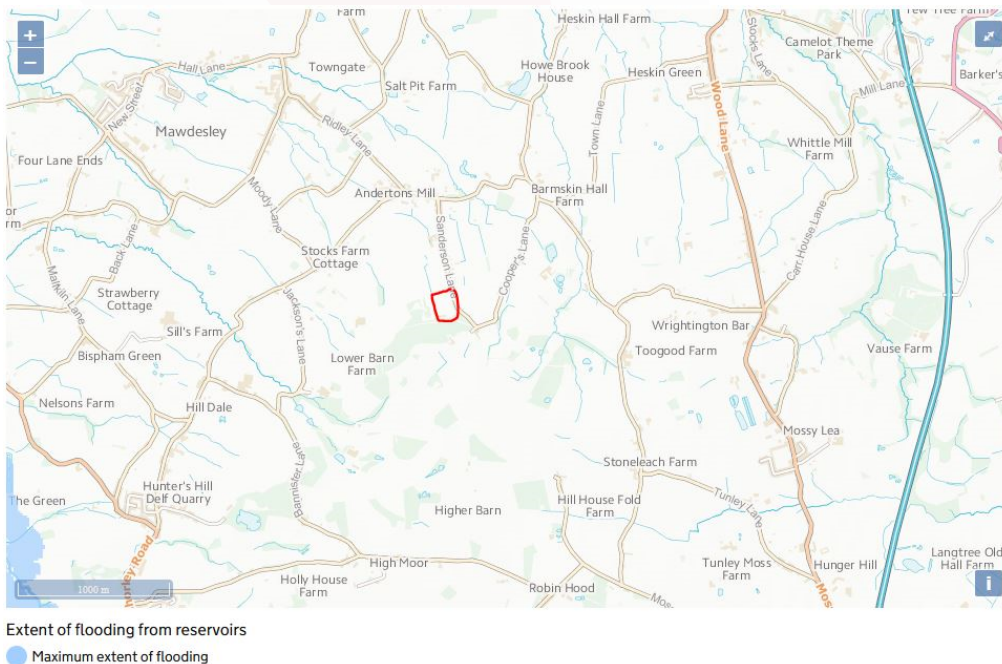 Farm
Heskin Hall Farm
Yew Tree Farm
Stocks Lane
Camelot Theme
Park
Barker's
Hall Lane
Towngate
Howe Brook
House
Heskin Green
Mill Lane
New Street
Salt Pit Farm
Wood Lane
Mawdesley
Ridley Lane
Town Lane
Whittle Mill
Farm
Four Lane Ends
Andertons Mill
Barmskin Hall
Farm
Moody Lane
Sanderson Lane
Carr House Lane
Back Lane
Stocks Farm
Cottage
Cooper's Lane
Malkiln Lane
Strawberry
Cottage
Jackson's Lane
Sill's Farm
Wrightington Bar
Bispham Green
Lower Barn
Farm
Toogood Farm
Vause Farm
Nelsons Farm
Hill Dale
Mossy Lea
Bannister Lane
Stoneleach Farm
Hunter's Hill
Delf Quarry
The Green
Higher Barn
Hill House Fold
Farm
Tunley Lane
High Moor
Tunley Moss
Farm
Hunger Hill
Langtree Old
Hall Farm
1000 m
Holly House
Farm
Robin Hood
Extent of flooding from reservoirs
Maximum extent of flooding